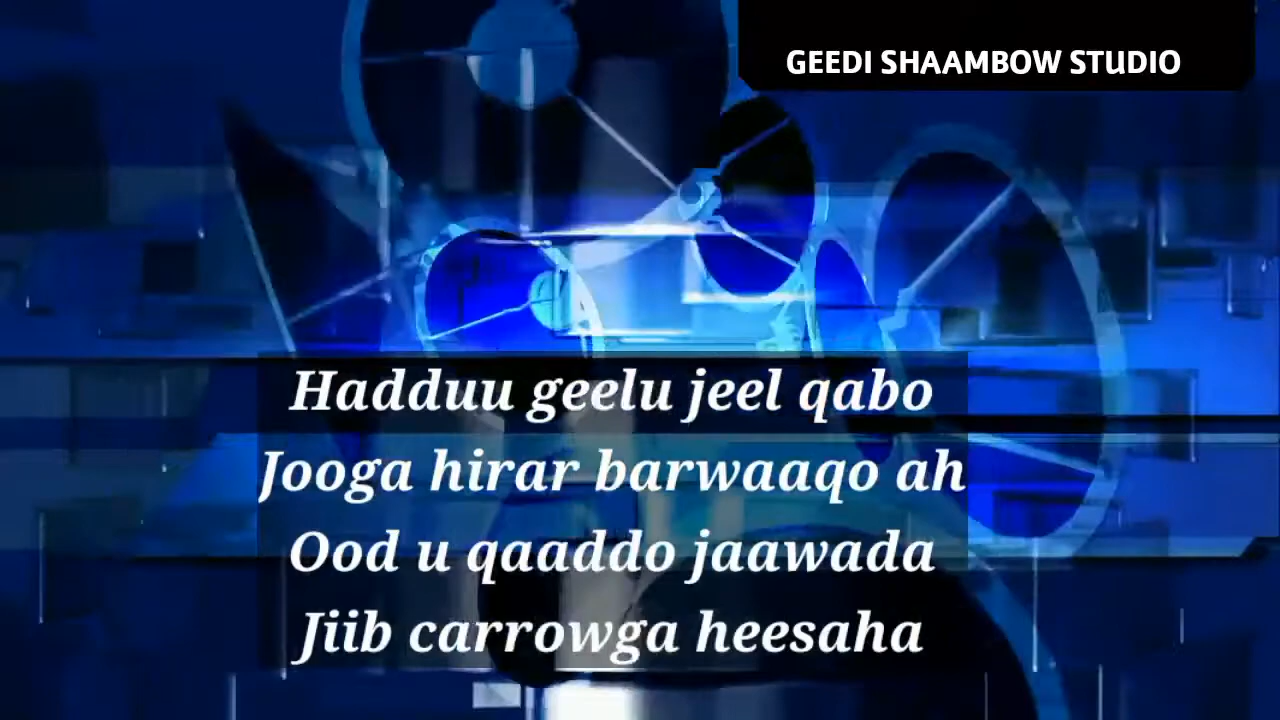 GEEDI SHAAMBOW STUDIO
Hadduu geelu jeel qabo
Jooga hirar barwaaqo ah
Ood u qaaddo jaawada
Jiib carrowga heesaha